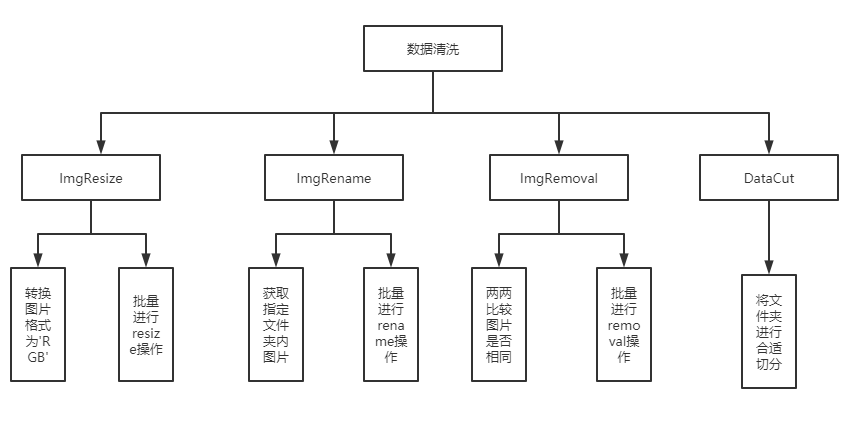 数据清洗
ImgResize
ImgRename
ImgRemoval
DataCut
转换
图片
格式
为'R
GB'
批量
进行
resiz
e操作
获取
指定
文件
夹内
图片
批量
进行
rena
me操
作
两两
比较
图片
是否
相同
批量
进行
remo
val操
作
将文
件夹
进行
合适
切分